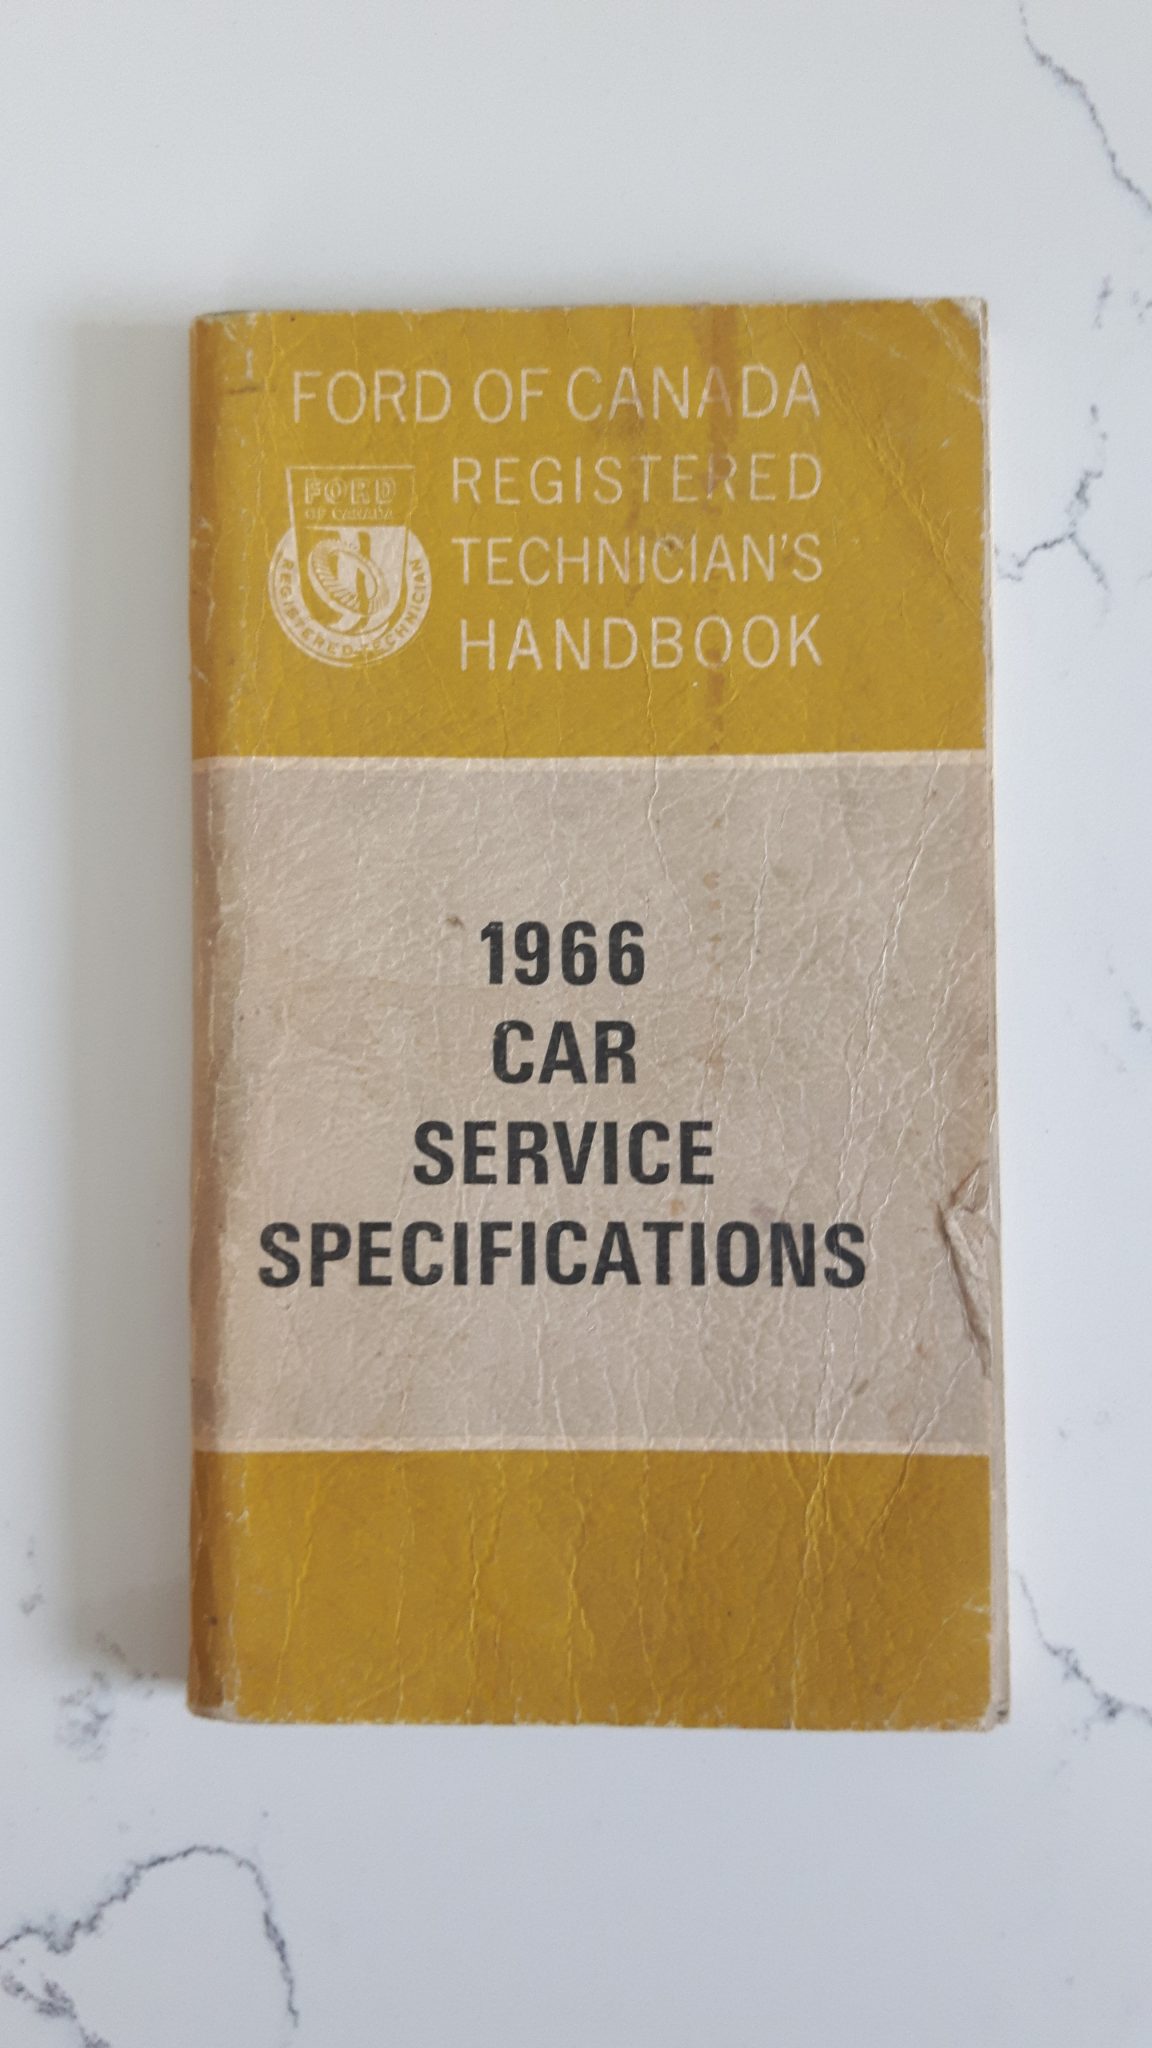 FORD OF CANADA
REGISTERED
TECHNICIAN'S
HANDBOOK
FORD
OF CANADA
REGISTERED TECHNICIAN
1966
CAR
SERVICE
SPECIFICATIONS